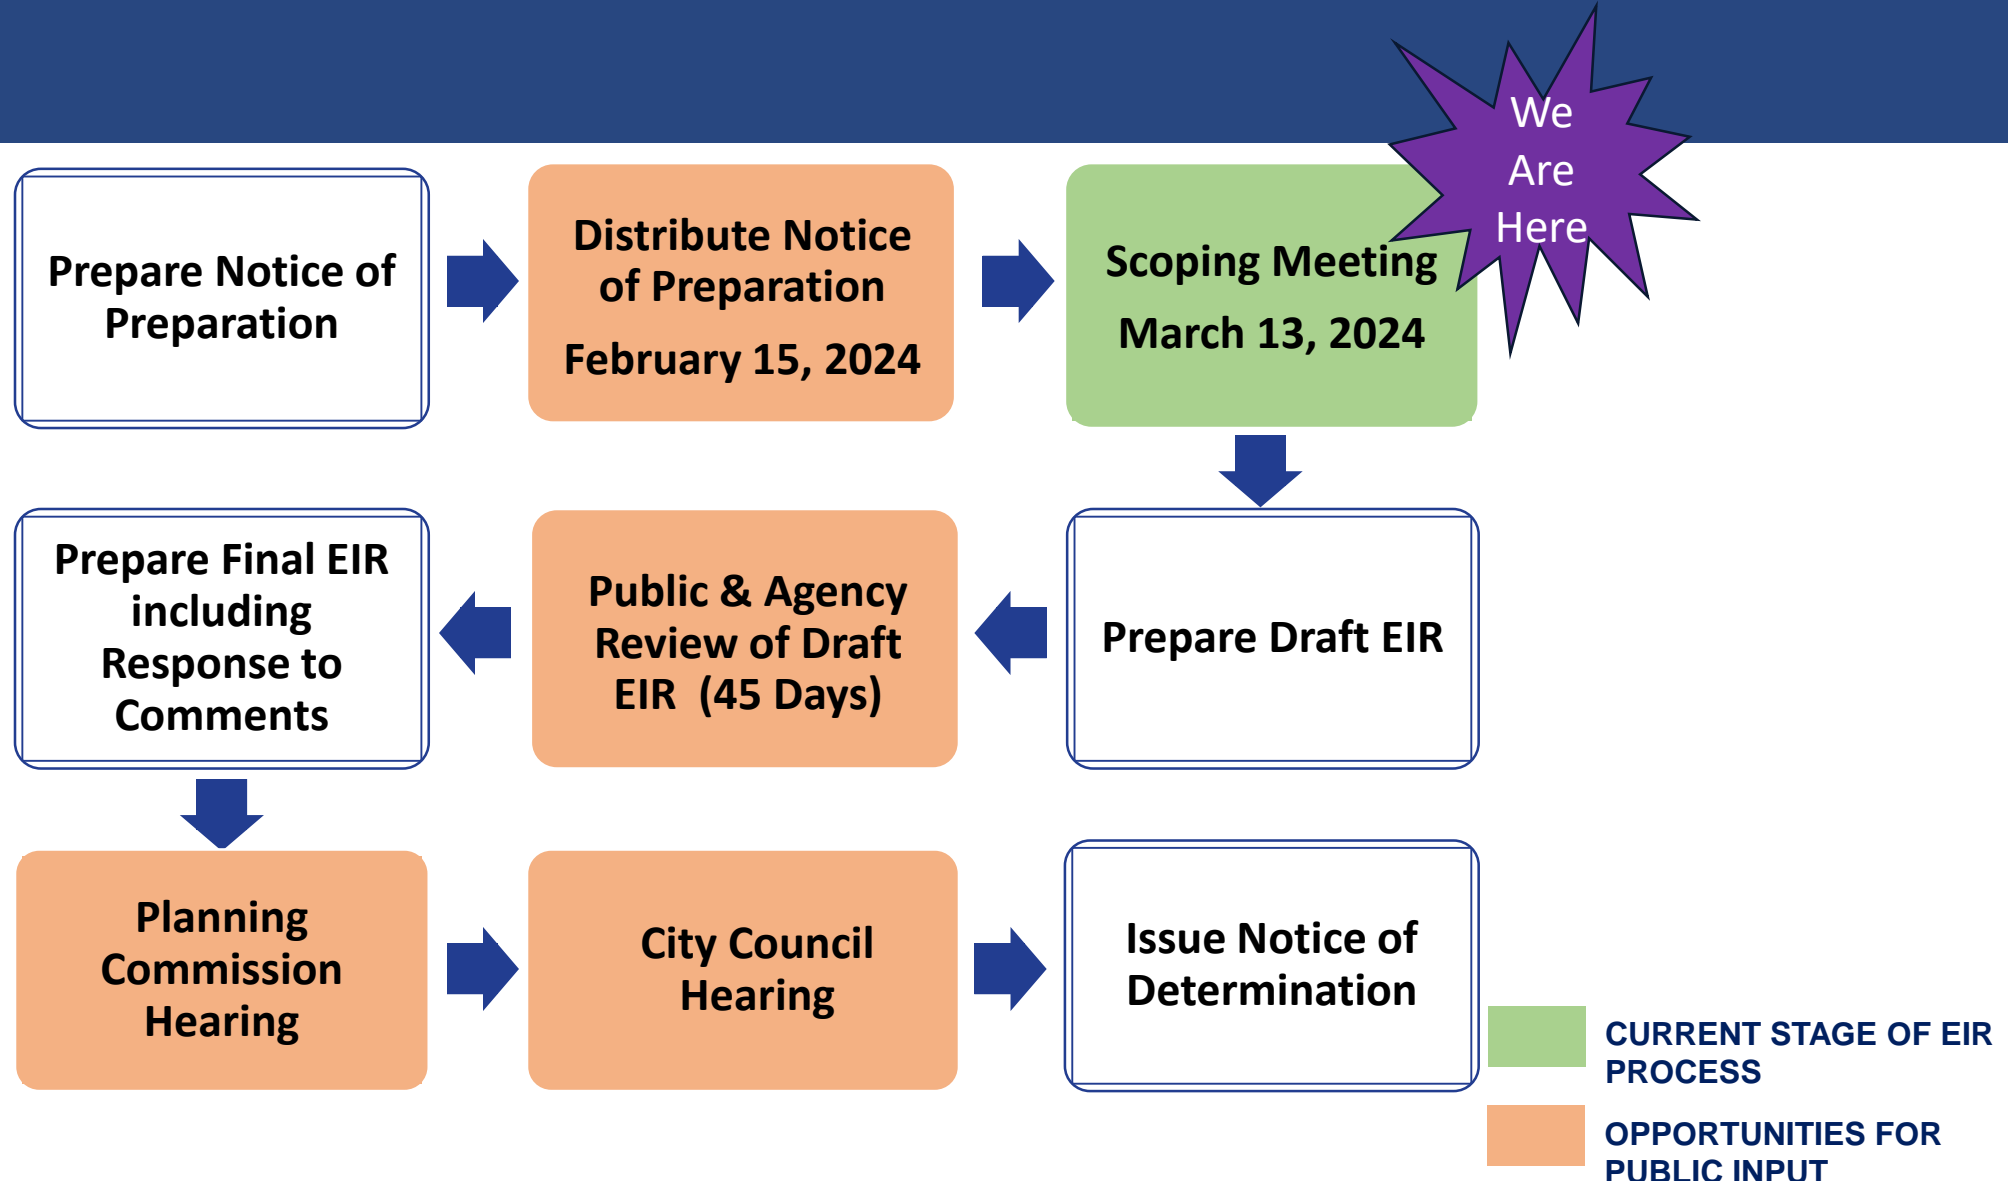 We
Are
Here
Prepare Notice of
Preparation
Distribute Notice
of Preparation
February 15, 2024
Scoping Meeting
March 13, 2024
Prepare Draft EIR
Public & Agency
Review of Draft
EIR (45 Days)
Prepare Final EIR
including
Response to
Comments
Planning
Commission
Hearing
City Council
Hearing
Issue Notice of
Determination
CURRENT STAGE OF EIR
PROCESS
OPPORTUNITIES FOR
PUBLIC INPUT